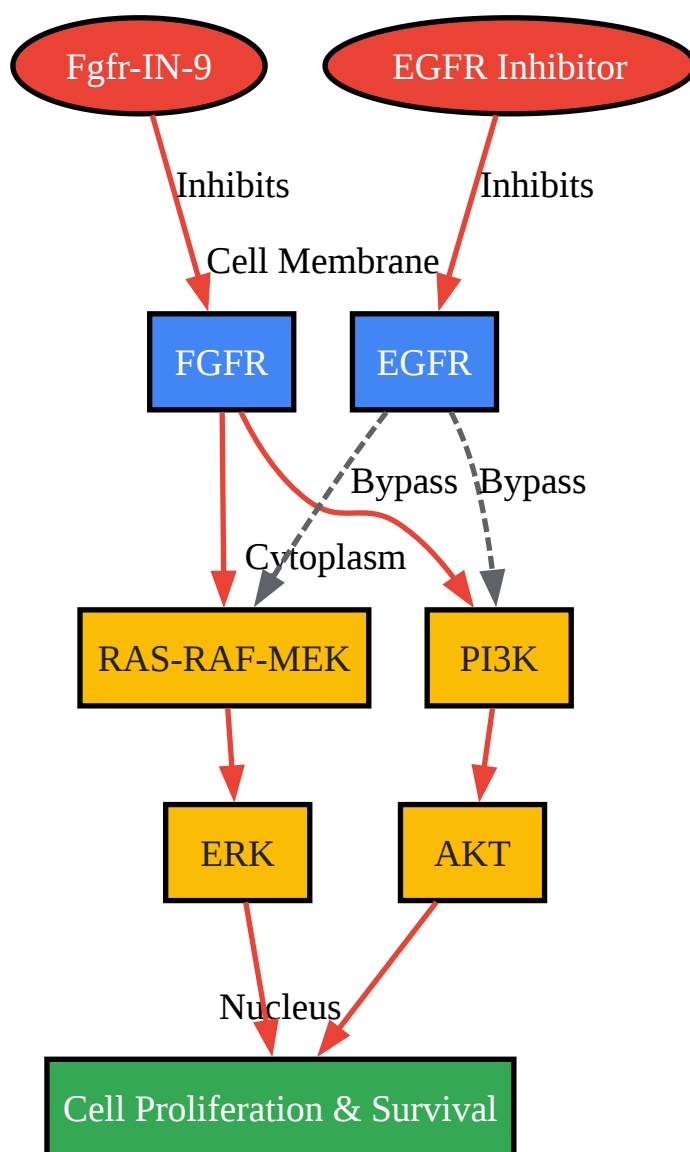 Fgfr-IN-9
EGFR Inhibitor
Inhibits
Inhibits
Cell Membrane
FGFR
EGFR
Bypass
Bypass
Cytoplasm
RAS-RAF-MEK
PI3K
ERK
AKT
Nucleus
Cell Proliferation & Survival